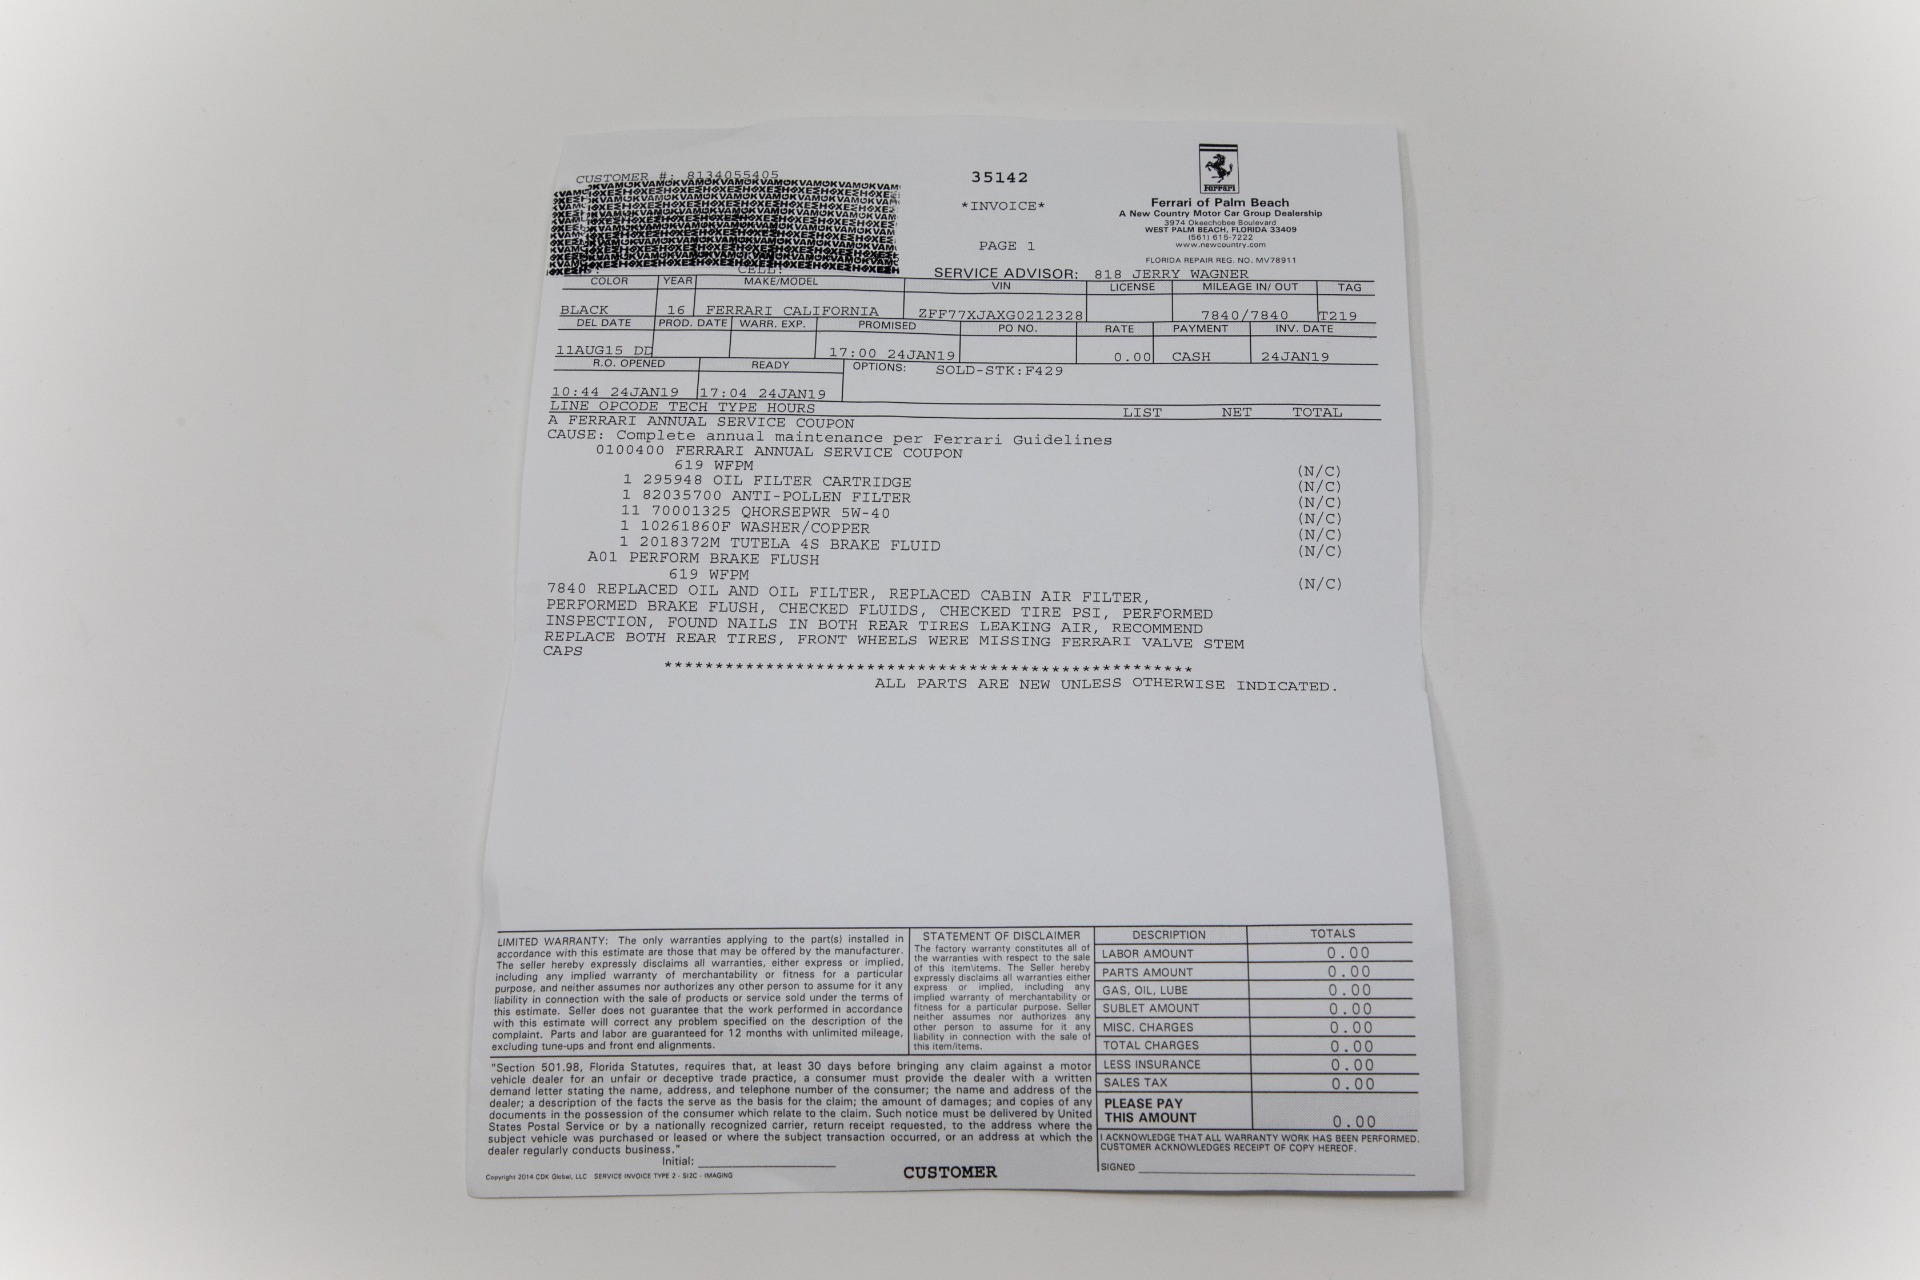 CUSTOMER #: 8134055405
35142
*INVOICE*
PAGE 1
Ferrari
Ferrari of Palm Beach
A New Country Motor Car Group Dealership
3974 Okeechobee Boulevard
WEST PALM BEACH, FLORIDA 33409
(561) 615-7222
www.newcountry.com
FLORIDA REPAIR REG. NO. MV78911
CELL:
SERVICE ADVISOR: 818 JERRY WAGNER
COLOR YEAR MAKE/MODEL VIN LICENSE MILEAGE IN/ OUT TAG
BLACK 16 FERRARI CALIFORNIA ZFF77XJAXG0212328 7840/7840 T219
DEL DATE PROD. DATE WARR. EXP. PROMISED PO NO. RATE PAYMENT INV. DATE
11AUG15 DD 17:00 24JAN19 0.00 CASH 24JAN19
R.O. OPENED READY OPTIONS: SOLD-STK:F429
10:44 24JAN19 17:04 24JAN19
LINE OPCODE TECH TYPE HOURS LIST NET TOTAL
A FERRARI ANNUAL SERVICE COUPON
CAUSE: Complete annual maintenance per Ferrari Guidelines
0100400 FERRARI ANNUAL SERVICE COUPON
619 WFPM (N/C)
1 295948 OIL FILTER CARTRIDGE (N/C)
1 82035700 ANTI-POLLEN FILTER (N/C)
11 70001325 QHORSEPWR 5W-40 (N/C)
1 10261860F WASHER/COPPER (N/C)
1 2018372M TUTELA 4S BRAKE FLUID (N/C)
A01 PERFORM BRAKE FLUSH
619 WFPM (N/C)
7840 REPLACED OIL AND OIL FILTER, REPLACED CABIN AIR FILTER,
PERFORMED BRAKE FLUSH, CHECKED FLUIDS, CHECKED TIRE PSI, PERFORMED
INSPECTION, FOUND NAILS IN BOTH REAR TIRES LEAKING AIR, RECOMMEND
REPLACE BOTH REAR TIRES, FRONT WHEELS WERE MISSING FERRARI VALVE STEM
CAPS
****************************************************
ALL PARTS ARE NEW UNLESS OTHERWISE INDICATED.
LIMITED WARRANTY: The only warranties applying to the part(s) installed in
accordance with this estimate are those that may be offered by the manufacturer.
The seller hereby expressly disclaims all warranties, either express or implied,
including any implied warranty of merchantability or fitness for a particular
purpose, and neither assumes nor authorizes any other person to assume for it any
liability in connection with the sale of products or service sold under the terms of
this estimate. Seller does not guarantee that the work performed in accordance
with this estimate will correct any problem specified on the description of the
complaint. Parts and labor are guaranteed for 12 months with unlimited mileage,
excluding tune-ups and front end alignments.
STATEMENT OF DISCLAIMER
The factory warranty constitutes all of
the warranties with respect to the sale
of this item\items. The Seller hereby
expressly disclaims all warranties either
express or implied, including any
implied warranty of merchantability or
fitness for a particular purpose. Seller
neither assumes nor authorizes any
other person to assume for it any
liability in connection with the sale of
this item/items.
DESCRIPTION TOTALS
LABOR AMOUNT 0.00
PARTS AMOUNT 0.00
GAS, OIL, LUBE 0.00
SUBLET AMOUNT 0.00
MISC. CHARGES 0.00
TOTAL CHARGES 0.00
LESS INSURANCE 0.00
SALES TAX 0.00
PLEASE PAY
THIS AMOUNT 0.00
"Section 501.98, Florida Statutes, requires that, at least 30 days before bringing any claim against a motor
vehicle dealer for an unfair or deceptive trade practice, a consumer must provide the dealer with a written
demand letter stating the name, address, and telephone number of the consumer; the name and address of the
dealer; a description of the facts the serve as the basis for the claim; the amount of damages; and copies of any
documents in the possession of the consumer which relate to the claim. Such notice must be delivered by United
States Postal Service or by a nationally recognized carrier, return receipt requested, to the address where the
subject vehicle was purchased or leased or where the subject transaction occurred, or an address at which the
dealer regularly conducts business."
Initial:
I ACKNOWLEDGE THAT ALL WARRANTY WORK HAS BEEN PERFORMED.
CUSTOMER ACKNOWLEDGES RECEIPT OF COPY HEREOF.
SIGNED
Copyright 2014 CDK Global, LLC SERVICE INVOICE TYPE 2 - SI2C - IMAGING
CUSTOMER